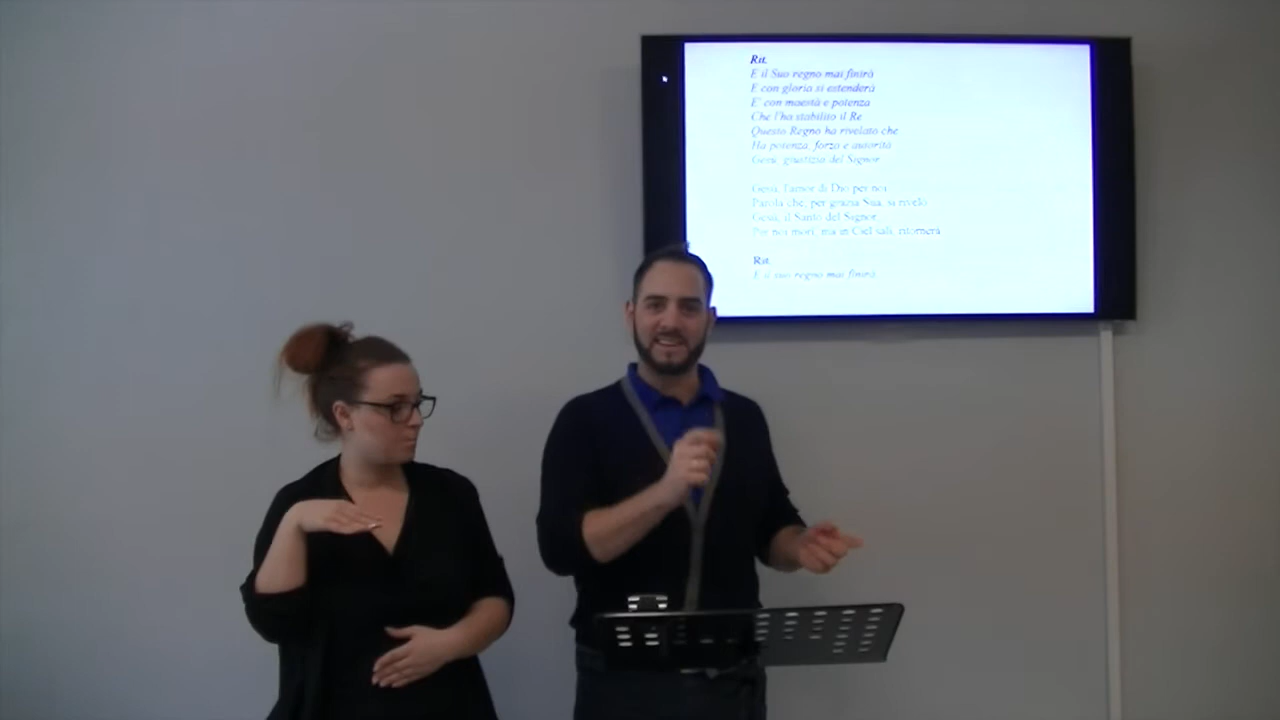 Rit.
E il Suo regno mai finirà
E con gloria si estenderà
E' con maestà e potenza
Che l'ha stabilito il Re
Questo Regno ha rivelato che
Ha potenza, forza e autorità
Gesù, giustizia del Signor

Gesù, l'amor di Dio per noi
Parola che, per grazia Sua, si rivelò
Gesù, il Santo del Signor,
Per noi morì, ma in Ciel salì, ritornerà

Rit.
E il suo regno mai finirà.